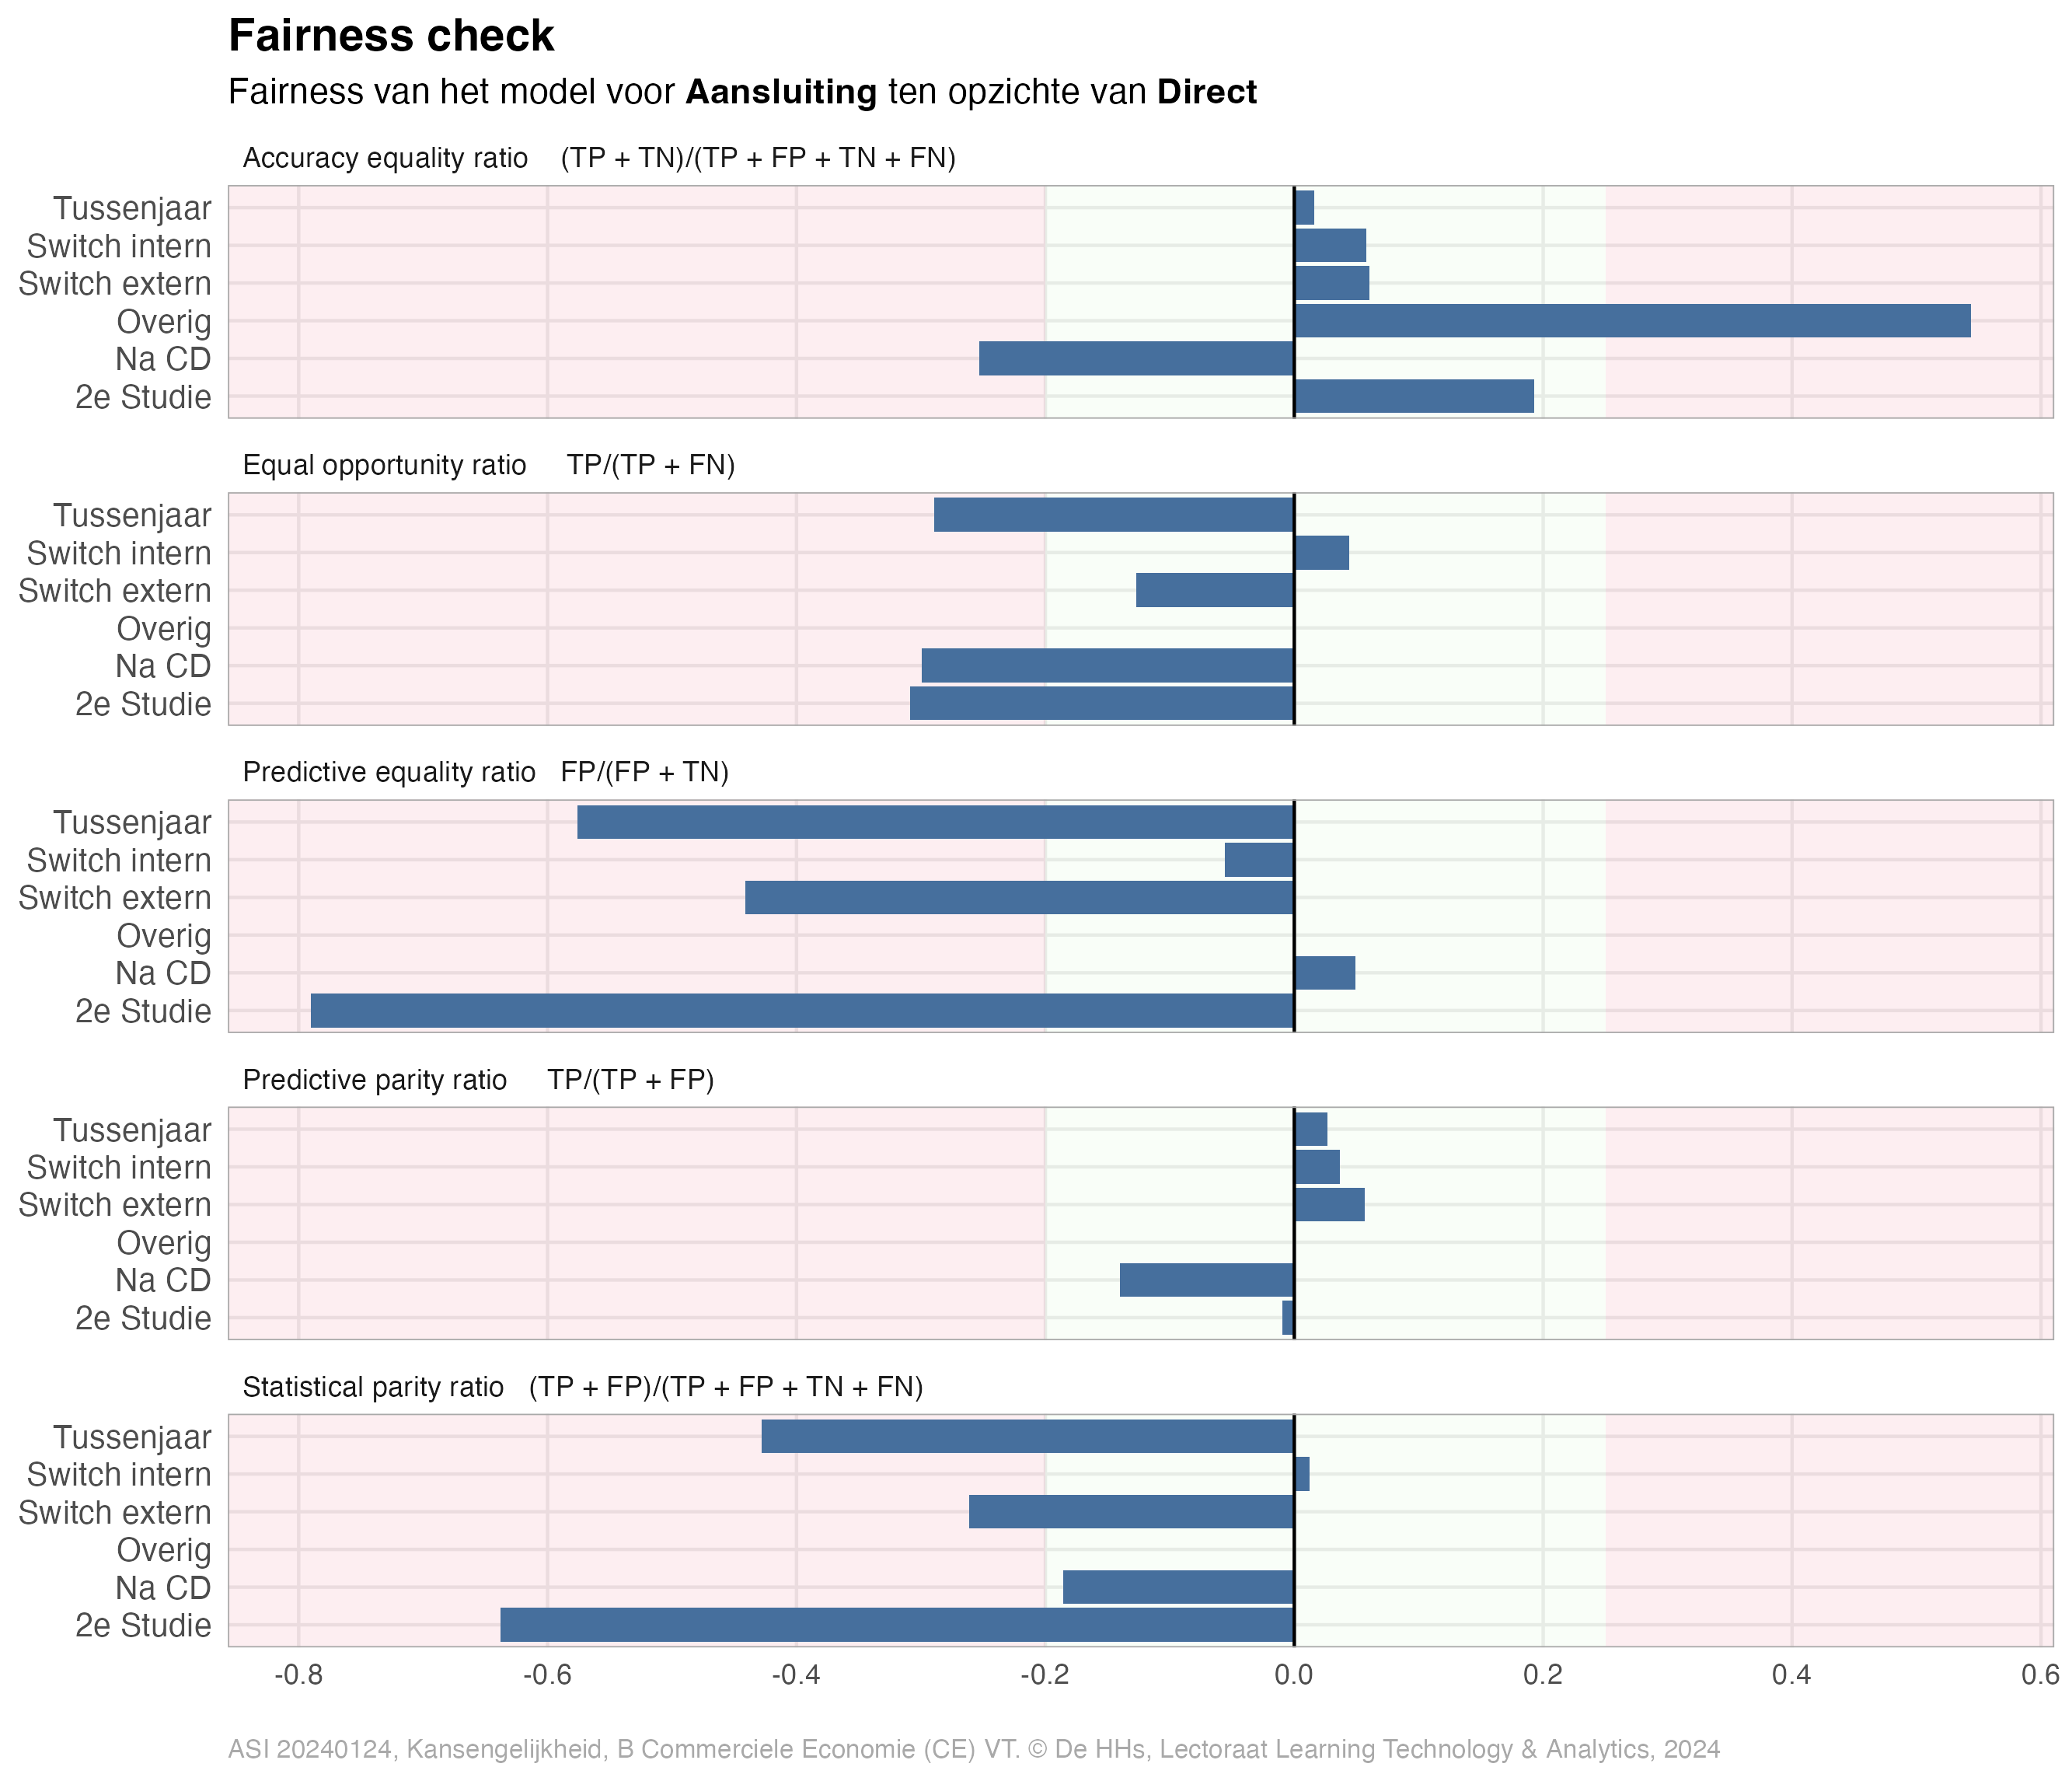 Fairness check
Fairness van het model voor Aansluiting ten opzichte van Direct
Accuracy equality ratio (TP + TN)/(TP + FP + TN + FN)
Tussenjaar
Switch intern
Switch extern
Overig
Na CD
2e Studie
Equal opportunity ratio TP/(TP + FN)
Tussenjaar
Switch intern
Switch extern
Overig
Na CD
2e Studie
Predictive equality ratio FP/(FP + TN)
Tussenjaar
Switch intern
Switch extern
Overig
Na CD
2e Studie
Predictive parity ratio TP/(TP + FP)
Tussenjaar
Switch intern
Switch extern
Overig
Na CD
2e Studie
Statistical parity ratio (TP + FP)/(TP + FP + TN + FN)
Tussenjaar
Switch intern
Switch extern
Overig
Na CD
2e Studie
-0.8 -0.6 -0.4 -0.2 0.0 0.2 0.4 0.6
ASI 20240124, Kansengelijkheid, B Commerciele Economie (CE) VT. © De HHs, Lectoraat Learning Technology & Analytics, 2024